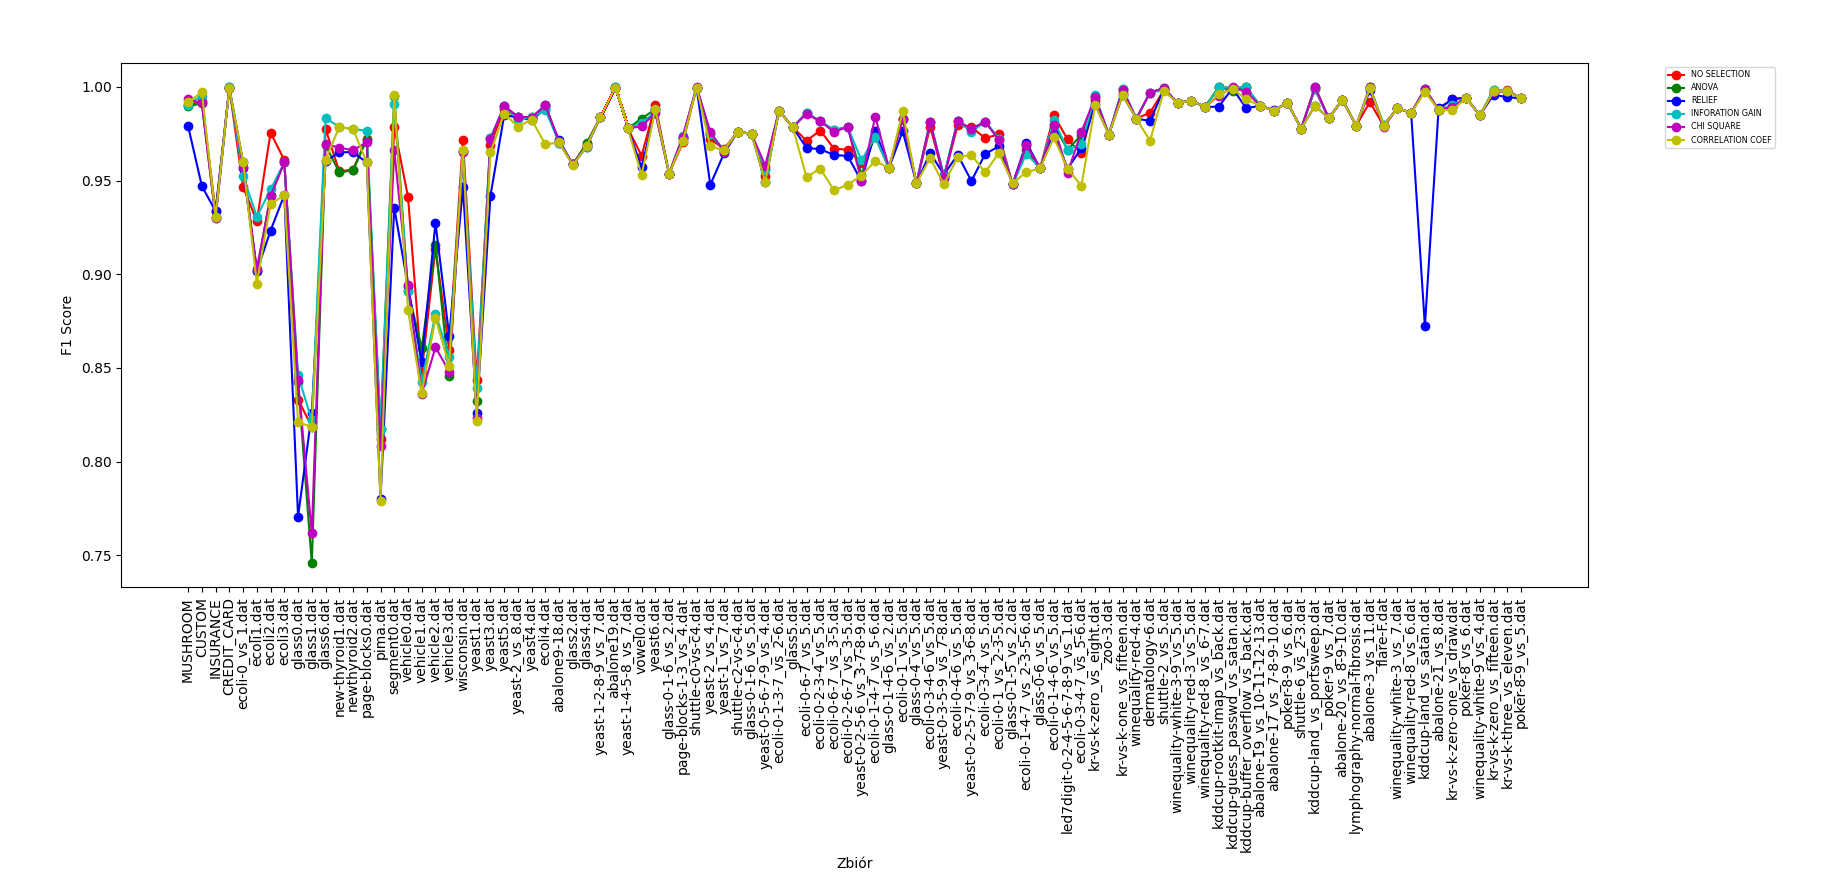 1.00
0.95
0.90
0.85
0.80
0.75
F1 Score
NO SELECTION
ANOVA
RELIEF
INFORATION GAIN
CHI SQUARE
CORRELATION COEF
MUSHROOM
CUSTOM
INSURANCE
CREDIT_CARD
ecoli-0_vs_1.dat
ecoli1.dat
ecoli2.dat
ecoli3.dat
glass0.dat
glass1.dat
glass6.dat
new-thyroid1.dat
newthyroid2.dat
page-blocks0.dat
pima.dat
segment0.dat
vehicle0.dat
vehicle1.dat
vehicle2.dat
vehicle3.dat
wisconsin.dat
yeast1.dat
yeast3.dat
yeast5.dat
yeast-2_vs_8.dat
yeast4.dat
ecoli4.dat
abalone9-18.dat
glass2.dat
glass4.dat
yeast-1-2-8-9_vs_7.dat
abalone19.dat
yeast-1-4-5-8_vs_7.dat
vowel0.dat
yeast6.dat
glass-0-1-6_vs_2.dat
page-blocks-1-3_vs_4.dat
shuttle-c0-vs-c4.dat
yeast-2_vs_4.dat
yeast-1_vs_7.dat
shuttle-c2-vs-c4.dat
glass-0-1-6_vs_5.dat
yeast-0-5-6-7-9_vs_4.dat
ecoli-0-1-3-7_vs_2-6.dat
glass5.dat
ecoli-0-6-7_vs_5.dat
ecoli-0-2-3-4_vs_5.dat
ecoli-0-6-7_vs_3-5.dat
ecoli-0-2-6-7_vs_3-5.dat
yeast-0-2-5-6_vs_3-7-8-9.dat
ecoli-0-1-4-7_vs_5-6.dat
glass-0-1-4-6_vs_2.dat
ecoli-0-1_vs_5.dat
glass-0-4_vs_5.dat
ecoli-0-3-4-6_vs_5.dat
yeast-0-3-5-9_vs_7-8.dat
ecoli-0-4-6_vs_5.dat
yeast-0-2-5-7-9_vs_3-6-8.dat
ecoli-0-3-4_vs_5.dat
ecoli-0-1_vs_2-3-5.dat
glass-0-1-5_vs_2.dat
ecoli-0-1-4-7_vs_2-3-5-6.dat
glass-0-6_vs_5.dat
ecoli-0-1-4-6_vs_5.dat
led7digit-0-2-4-5-6-7-8-9_vs_1.dat
ecoli-0-3-4-7_vs_5-6.dat
kr-vs-k-zero_vs_eight.dat
zoo-3.dat
kr-vs-k-one_vs_fifteen.dat
winequality-red-4.dat
dermatology-6.dat
shuttle-2_vs_5.dat
winequality-white-3-9_vs_5.dat
winequality-red-3_vs_5.dat
winequality-red-8_vs_6-7.dat
kddcup-rootkit-imap_vs_back.dat
kddcup-guess_passwd_vs_satan.dat
kddcup-buffer_overflow_vs_back.dat
abalone-19_vs_10-11-12-13.dat
abalone-17_vs_7-8-9-10.dat
poker-8-9_vs_6.dat
shuttle-6_vs_2-3.dat
kddcup-land_vs_portsweep.dat
poker-9_vs_7.dat
abalone-20_vs_8-9-10.dat
lymphography-normal-fibrosis.dat
abalone-3_vs_11.dat
flare-F.dat
winequality-white-3_vs_7.dat
winequality-red-8_vs_6.dat
kddcup-land_vs_satan.dat
abalone-21_vs_8.dat
kr-vs-k-zero-one_vs_draw.dat
poker-8_vs_6.dat
winequality-white-9_vs_4.dat
kr-vs-k-zero_vs_fifteen.dat
kr-vs-k-three_vs_eleven.dat
poker-8-9_vs_5.dat
Zbiór